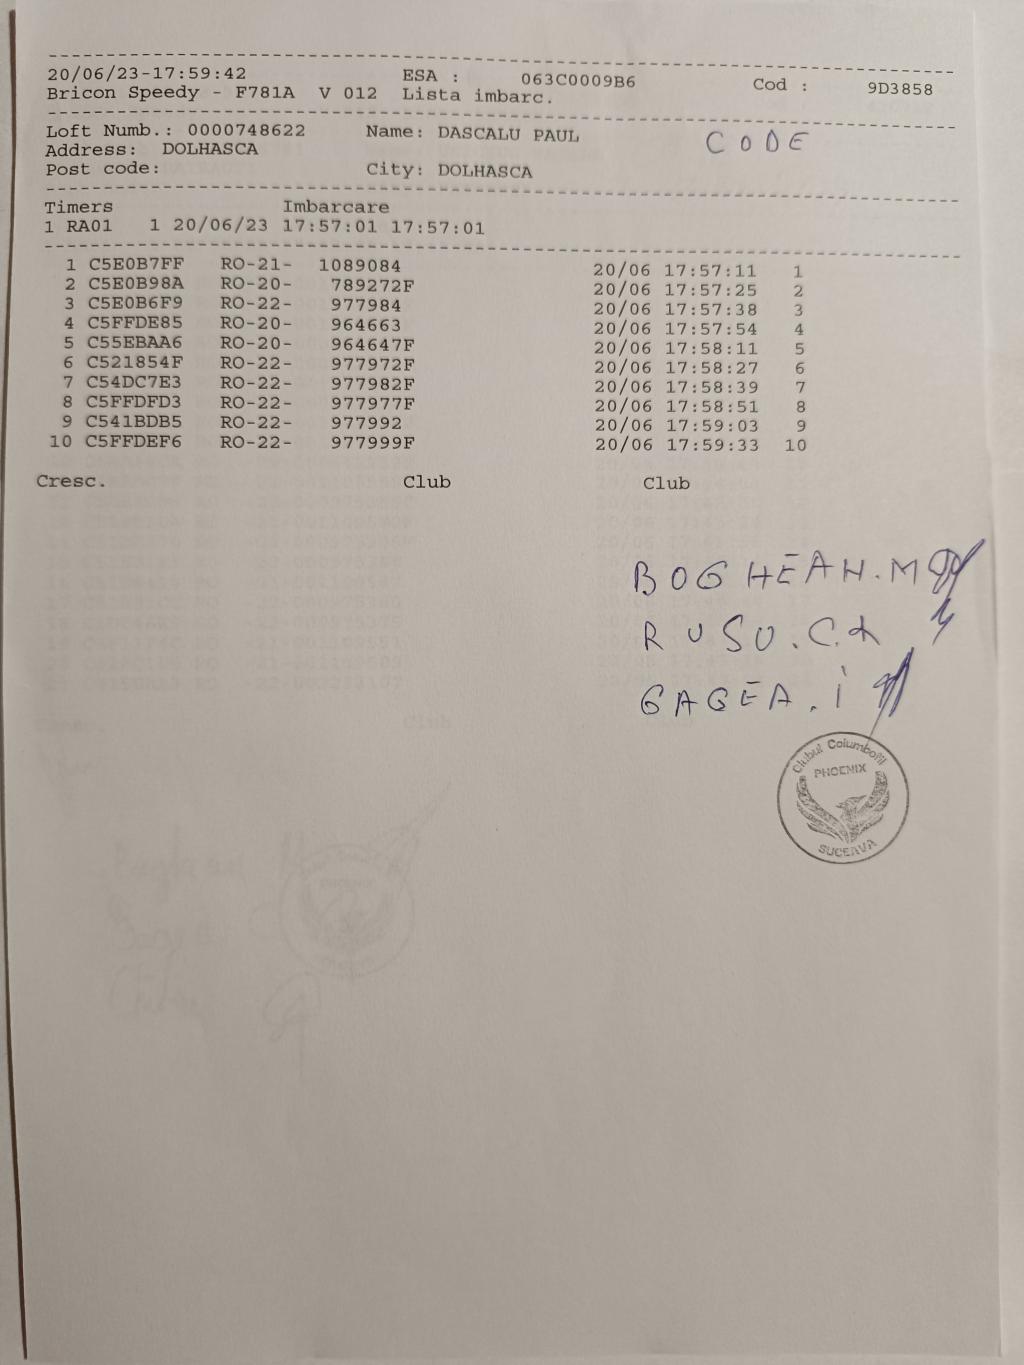 20/06/23-17:59:42 ESA : 063C0009B6 Cod : 9D3858
Bricon Speedy - F781A V 012 Lista imbarc.
Loft Numb.: 0000748622 Name: DASCALU PAUL
CODE
Address: DOLHASCA
Post code: City: DOLHASCA
Timers Imbarcare
1 RA01 1 20/06/23 17:57:01 17:57:01
1 C5E0B7FF RO-21- 1089084 20/06 17:57:11 1
2 C5E0B98A RO-20- 789272F 20/06 17:57:25 2
3 C5E0B6F9 RO-22- 977984 20/06 17:57:38 3
4 C5FFDE85 RO-20- 964663 20/06 17:57:54 4
5 C55EBAA6 RO-20- 964647F 20/06 17:58:11 5
6 C521854F RO-22- 977972F 20/06 17:58:27 6
7 C54DC7E3 RO-22- 977982F 20/06 17:58:39 7
8 C5FFDFD3 RO-22- 977977F 20/06 17:58:51 8
9 C541BDB5 RO-22- 977992 20/06 17:59:03 9
10 C5FFDEF6 RO-22- 977999F 20/06 17:59:33 10
Cresc. Club Club
BOGHEAN.M
RUSU.C.
GAGEA.i
Clubul Columbofil
PHOENIX
SUCEAVA